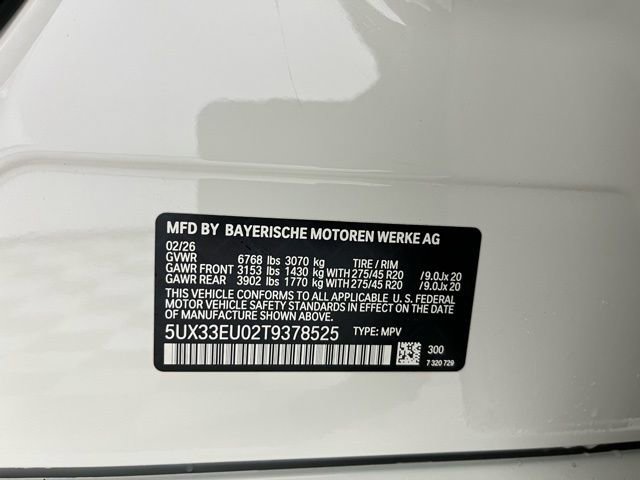 MFD BY BAYERISCHE MOTOREN WERKE AG
02/26
GVWR 6768 lbs 3070 kg TIRE / RIM
GAWR FRONT 3153 lbs 1430 kg WITH 275/45 R20 /9.0Jx 20
GAWR REAR 3902 lbs 1770 kg WITH 275/45 R20 /9.0Jx 20
THIS VEHICLE CONFORMS TO ALL APPLICABLE U. S. FEDERAL
MOTOR VEHICLE SAFETY STANDARDS IN EFFECT ON THE DATE
OF MANUFACTURE SHOWN ABOVE.
5UX33EU02T9378525 TYPE: MPV
300
7 320 729